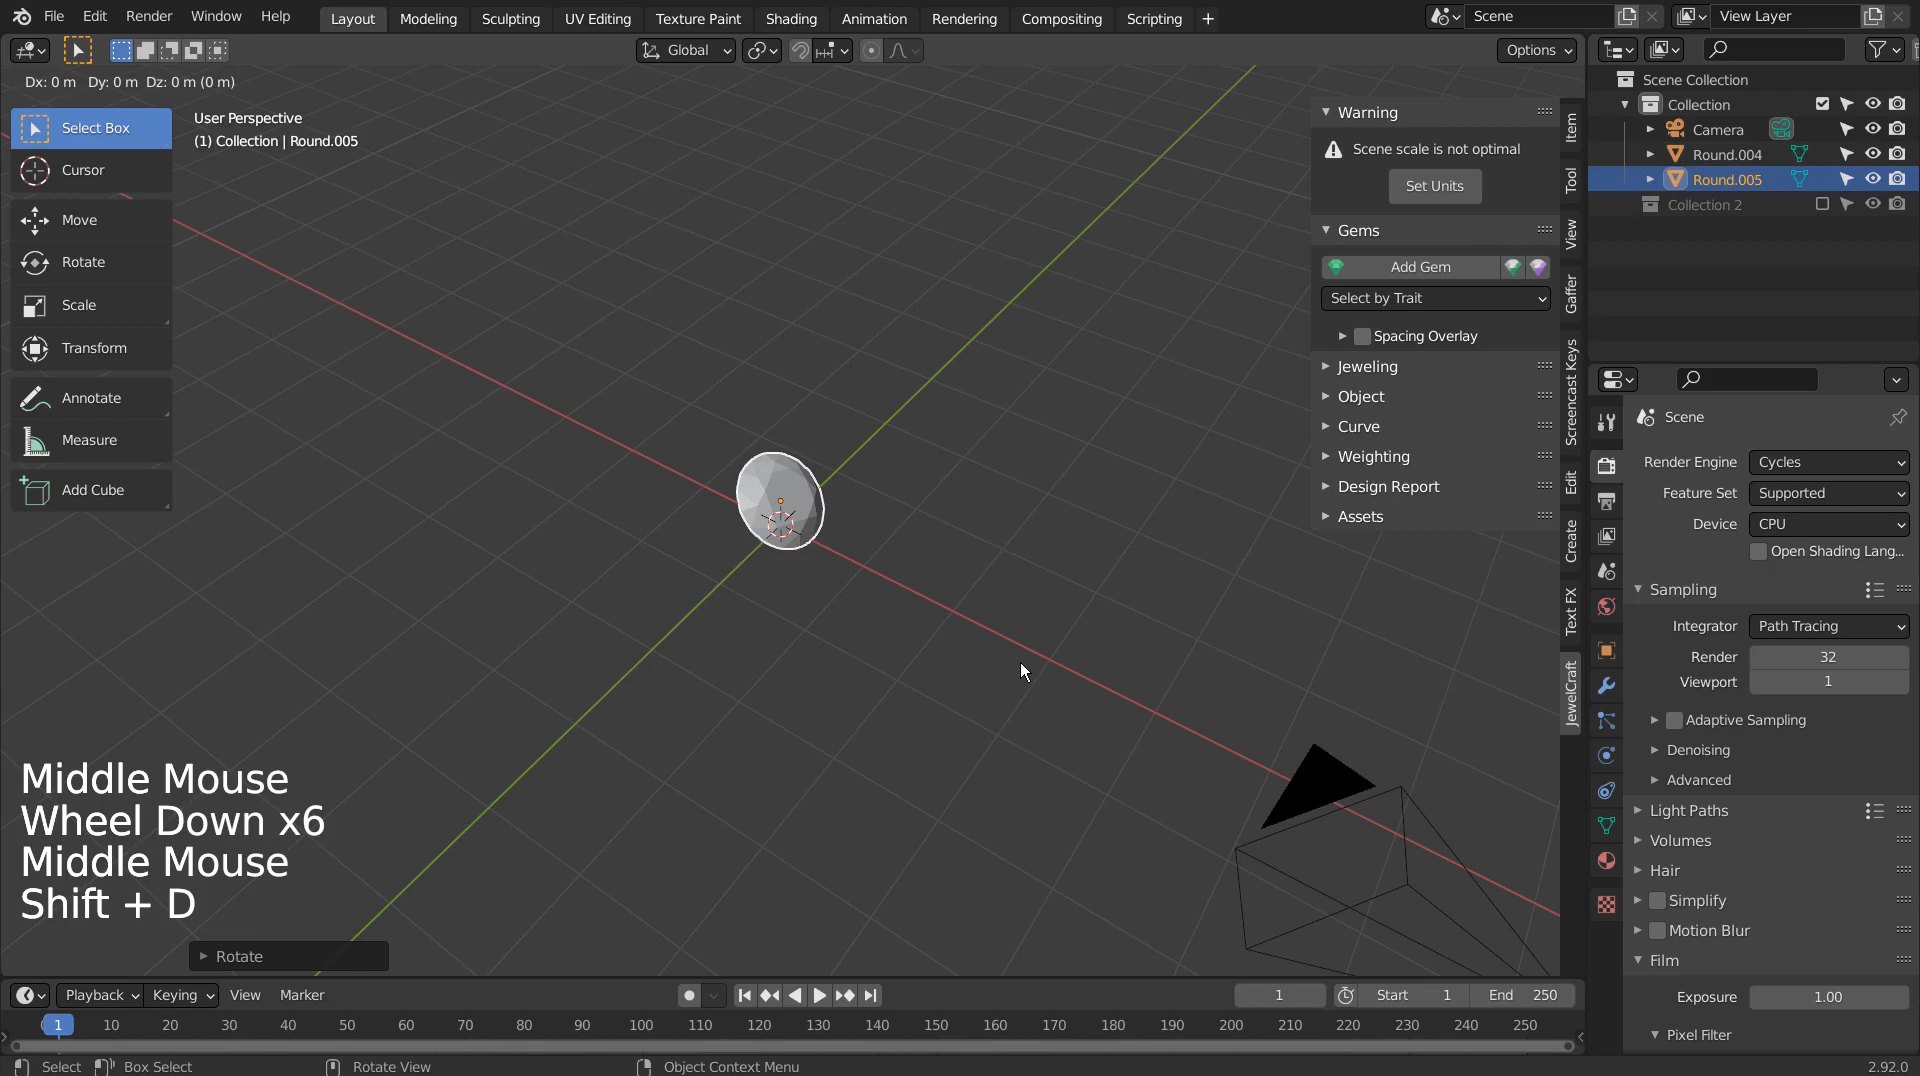 File Edit Render Window Help Layout Modeling Sculpting UV Editing Texture Paint Shading Animation Rendering Compositing Scripting + Scene View Layer
Global Options
Dx: 0 m Dy: 0 m Dz: 0 m (0 m)
Select Box
Cursor
Move
Rotate
Scale
Transform
Annotate
Measure
Add Cube
User Perspective
(1) Collection | Round.005
Warning
Scene scale is not optimal
Set Units
Gems
Add Gem
Select by Trait
Spacing Overlay
Jeweling
Object
Curve
Weighting
Design Report
Assets
Item
Tool
View
Gaffer
Screencast Keys
Edit
Create
Text FX
JewelCraft
Scene Collection
Collection
Camera
Round.004
Round.005
Collection 2
Scene
Render Engine Cycles
Feature Set Supported
Device CPU
Open Shading Lang...
Sampling
Integrator Path Tracing
Render 32
Viewport 1
Adaptive Sampling
Denoising
Advanced
Light Paths
Volumes
Hair
Simplify
Motion Blur
Film
Exposure 1.00
Pixel Filter
Middle Mouse
Wheel Down x6
Middle Mouse
Shift + D
Rotate
Playback Keying View Marker 1 Start 1 End 250
1 10 20 30 40 50 60 70 80 90 100 110 120 130 140 150 160 170 180 190 200 210 220 230 240 250
Select Box Select Rotate View Object Context Menu 2.92.0